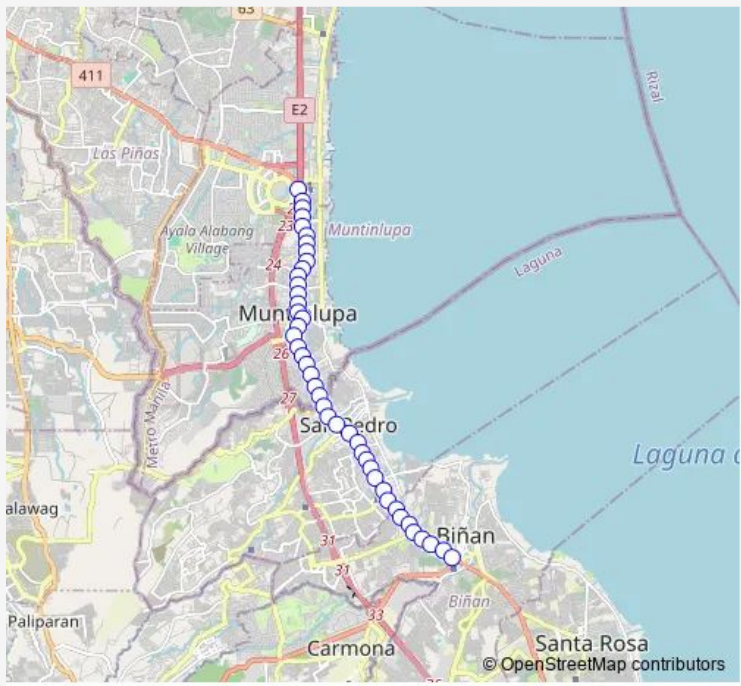 63
411
Rizal
E2
Las Piñas
23
Ayala Alabang
Village
Muntinlupa
Laguna
24
Muntinlupa
26
Metro Manila
27
San Pedro
Laguna d
alawag
31
Biñan
31
33
Biñan
Paliparan
Carmona
Santa Rosa
© OpenStreetMap contributors